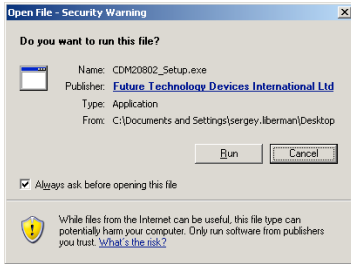 Open File - Security Warning
Do you want to run this file?
Name: CDM20802_Setup.exe
Publisher: Future Technology Devices International Ltd
Type: Application
From: C:\Documents and Settings\sergey.liberman\Desktop
Run Cancel
Always ask before opening this file
While files from the Internet can be useful, this file type can
potentially harm your computer. Only run software from publishers
you trust. What's the risk?